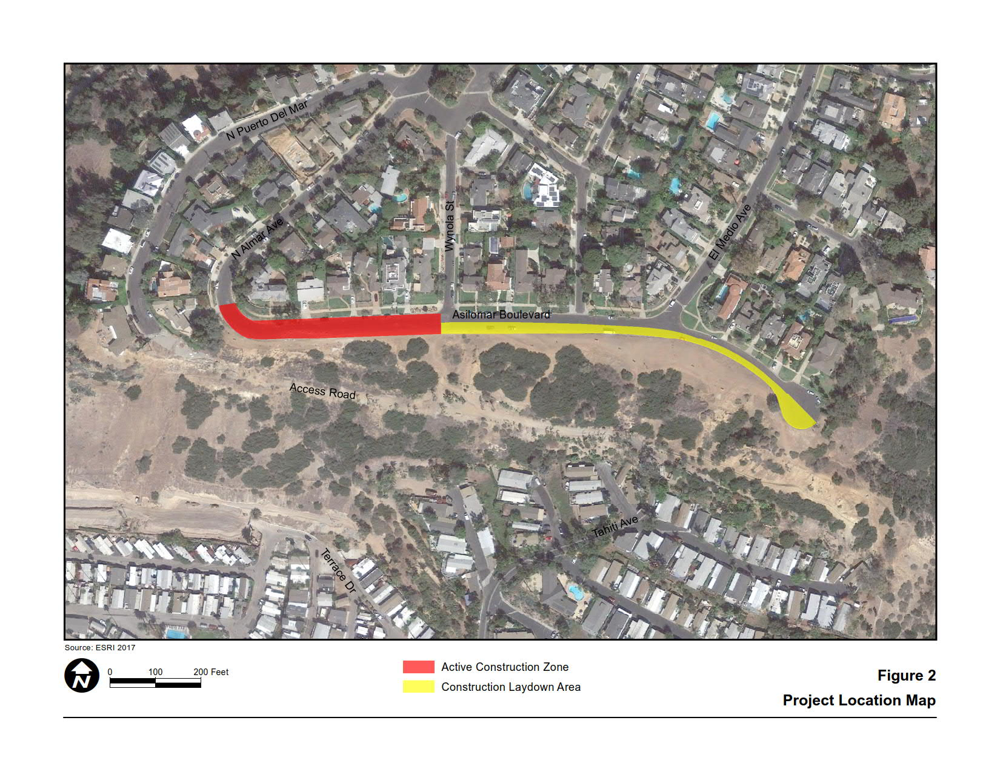 N Puerto Del Mar
N Almar Ave
Wynola St
El Medio Ave
Asilomar Boulevard
Access Road
Tahiti Ave
Terrace Dr
Source: ESRI 2017
N
0 100 200 Feet
Active Construction Zone
Construction Laydown Area
Figure 2
Project Location Map